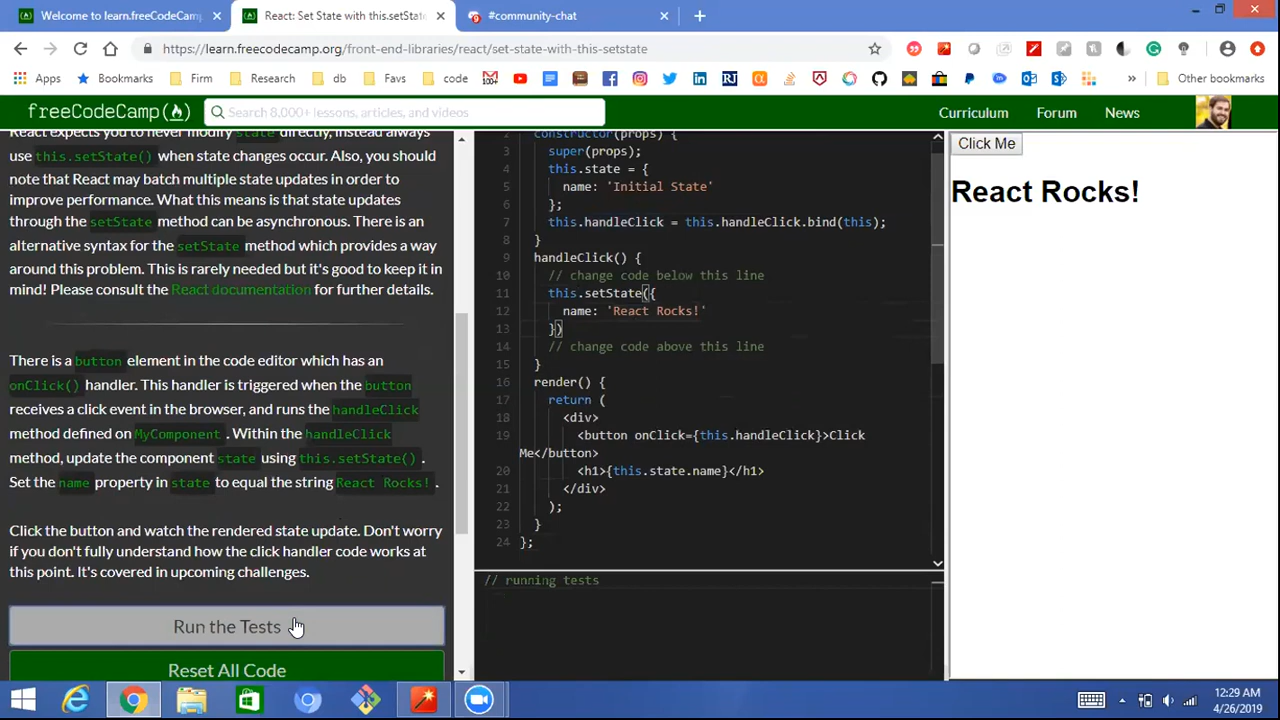 Welcome to learn.freeCodeCamp
React: Set State with this.setState
#community-chat
https://learn.freecodecamp.org/front-end-libraries/react/set-state-with-this-setstate
Apps Bookmarks Firm Research db Favs code 100+ Other bookmarks
freeCodeCamp
Search 8,000+ lessons, articles, and videos
Curriculum Forum News
React expects you to never modify state directly, instead always
use this.setState() when state changes occur. Also, you should
note that React may batch multiple state updates in order to
improve performance. What this means is that state updates
through the setState method can be asynchronous. There is an
alternative syntax for the setState method which provides a way
around this problem. This is rarely needed but it's good to keep it in
mind! Please consult the React documentation for further details.
There is a button element in the code editor which has an
onClick() handler. This handler is triggered when the button
receives a click event in the browser, and runs the handleClick
method defined on MyComponent . Within the handleClick
method, update the component state using this.setState() .
Set the name property in state to equal the string React Rocks! .
Click the button and watch the rendered state update. Don't worry
if you don't fully understand how the click handler code works at
this point. It's covered in upcoming challenges.
Run the Tests
Reset All Code
2 constructor(props) {
3 super(props);
4 this.state = {
5 name: 'Initial State'
6 };
7 this.handleClick = this.handleClick.bind(this);
8 }
9 handleClick() {
10 // change code below this line
11 this.setState({
12 name: 'React Rocks!'
13 })
14 // change code above this line
15 }
16 render() {
17 return (
18 <div>
19 <button onClick={this.handleClick}>Click
Me</button>
20 <h1>{this.state.name}</h1>
21 </div>
22 );
23 }
24 };
// running tests
Click Me
React Rocks!
12:29 AM
4/26/2019